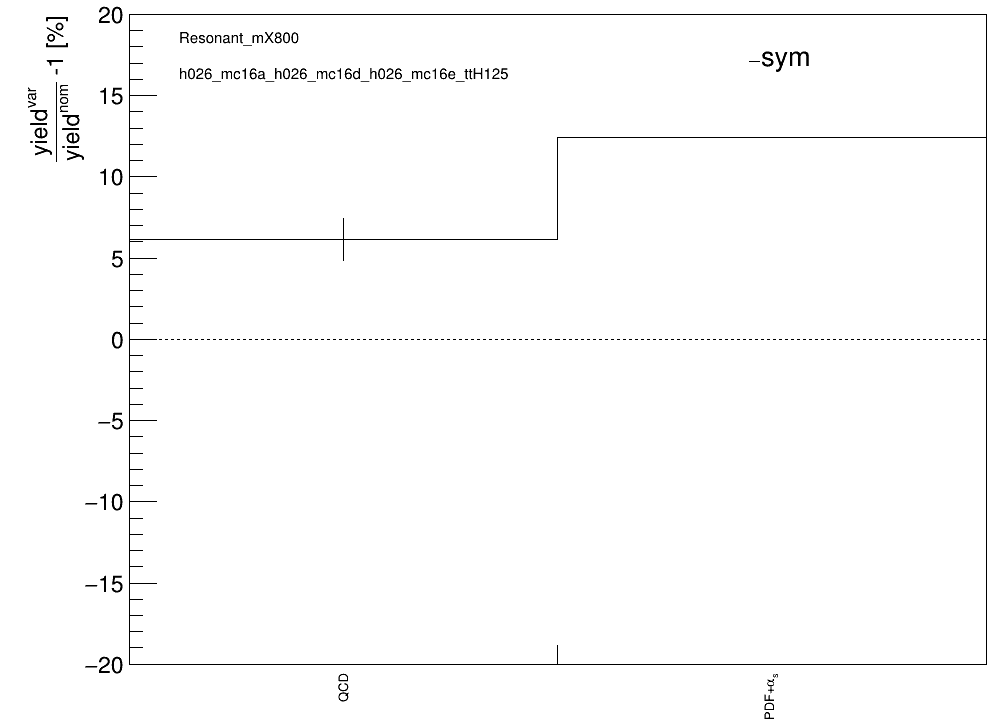 yield^var
yield^nom -1 [%]
Resonant_mX800
h026_mc16a_h026_mc16d_h026_mc16e_ttH125
sym
20
15
10
5
0
−5
−10
−15
−20
QCD
PDF+α_s